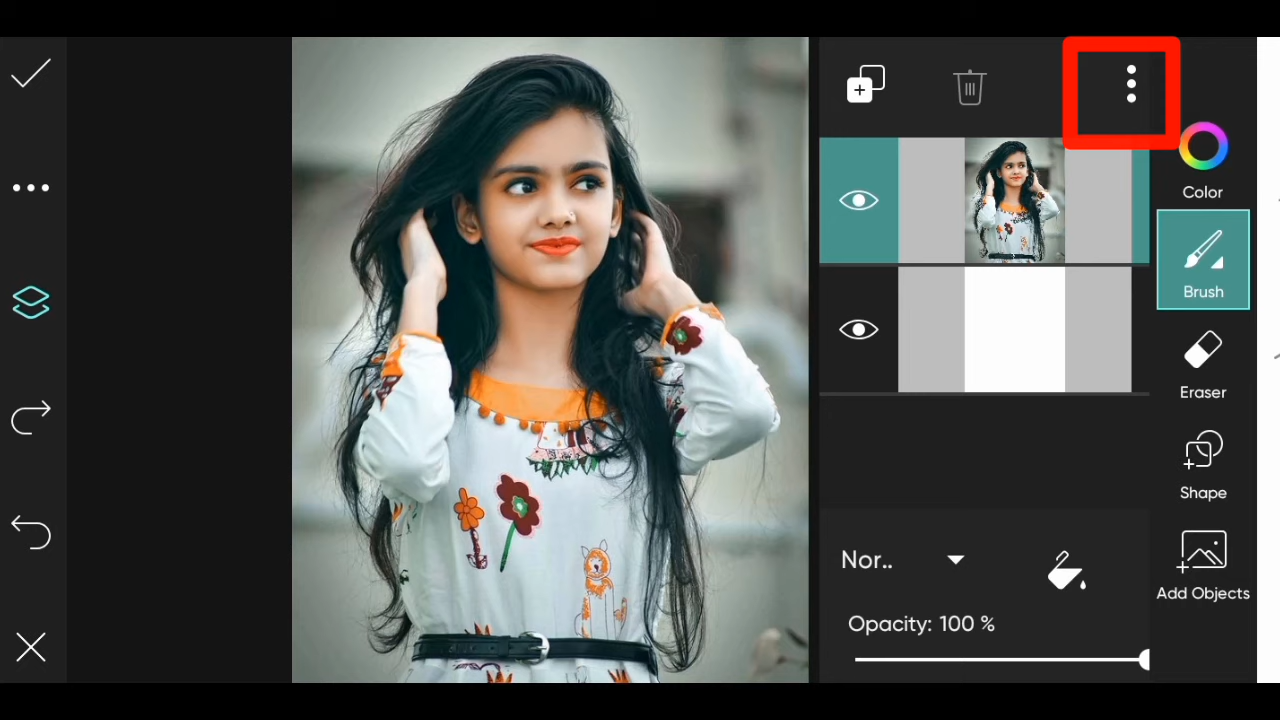 Color
Brush
Eraser
Shape
Add Objects
Nor..
Opacity: 100 %